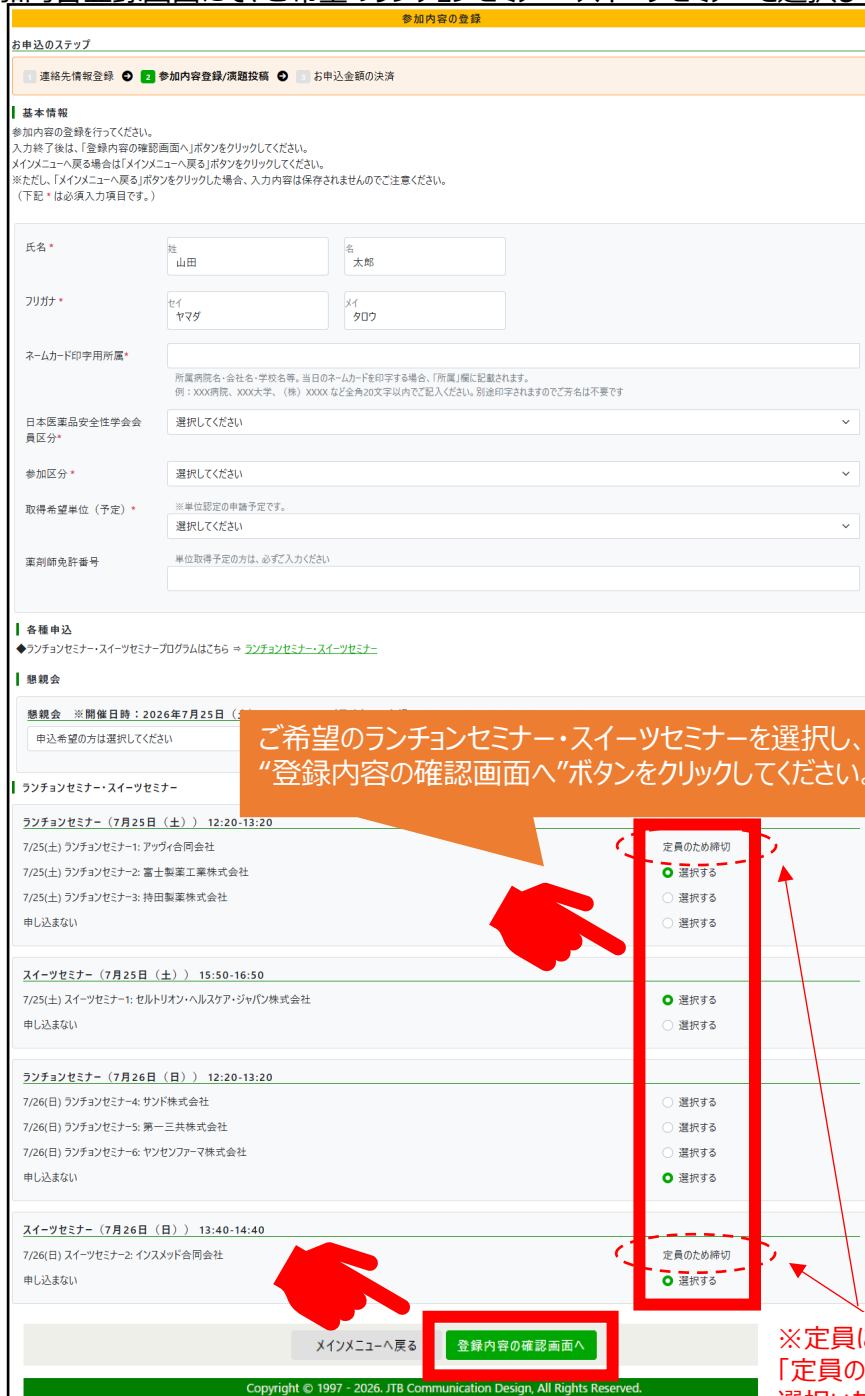 参加内容の登録
お申込のステップ
1 連絡先情報登録 2 参加内容登録/演題投稿 3 お申込金額の決済
基本情報
参加内容の登録を行ってください。
入力終了後は、「登録内容の確認画面へ」ボタンをクリックしてください。
メインメニューへ戻る場合は「メインメニューへ戻る」ボタンをクリックしてください。
※ただし、「メインメニューへ戻る」ボタンをクリックした場合、入力内容は保存されませんのでご注意ください。
(下記 * は必須入力項目です。)
氏名 *
姓
山田
名
太郎
フリガナ *
セイ
ヤマダ
メイ
タロウ
ネームカード印字用所属*
所属病院名・会社名・学校名等。当日のネームカードを印字する場合、「所属」欄に記載されます。
例:XXX病院、XXX大学、(株) XXXX など全角20文字以内でご記入ください。別途印字されますのでご芳名は不要です
日本医薬品安全性学会会
員区分*
選択してください
参加区分 *
選択してください
取得希望単位(予定) *
※単位認定の申請予定です。
選択してください
薬剤師免許番号
単位取得予定の方は、必ずご入力ください
各種申込
◆ランチョンセミナー・スイーツセミナープログラムはこちら ⇒ ランチョンセミナー・スイーツセミナー
懇親会
懇親会 ※開催日時:2026年7月25日
申込希望の方は選択してください
ご希望のランチョンセミナー・スイーツセミナーを選択し、
“登録内容の確認画面へ”ボタンをクリックしてください。
ランチョンセミナー・スイーツセミナー
ランチョンセミナー(7月25日(土)) 12:20-13:20
7/25(土) ランチョンセミナー1: アッヴィ合同会社 定員のため締切
7/25(土) ランチョンセミナー2: 富士製薬工業株式会社 選択する
7/25(土) ランチョンセミナー3: 持田製薬株式会社 選択する
申し込まない 選択する
スイーツセミナー(7月25日(土)) 15:50-16:50
7/25(土) スイーツセミナー1: セルトリオン・ヘルスケア・ジャパン株式会社 選択する
申し込まない 選択する
ランチョンセミナー(7月26日(日)) 12:20-13:20
7/26(日) ランチョンセミナー4: サンド株式会社 選択する
7/26(日) ランチョンセミナー5: 第一三共株式会社 選択する
7/26(日) ランチョンセミナー6: ヤンセンファーマ株式会社 選択する
申し込まない 選択する
スイーツセミナー(7月26日(日)) 13:40-14:40
7/26(日) スイーツセミナー2: インスメッド合同会社 定員のため締切
申し込まない 選択する
メインメニューへ戻る 登録内容の確認画面へ
※定員に
「定員の
Copyright © 1997 - 2026. JTB Communication Design, All Rights Reserved.